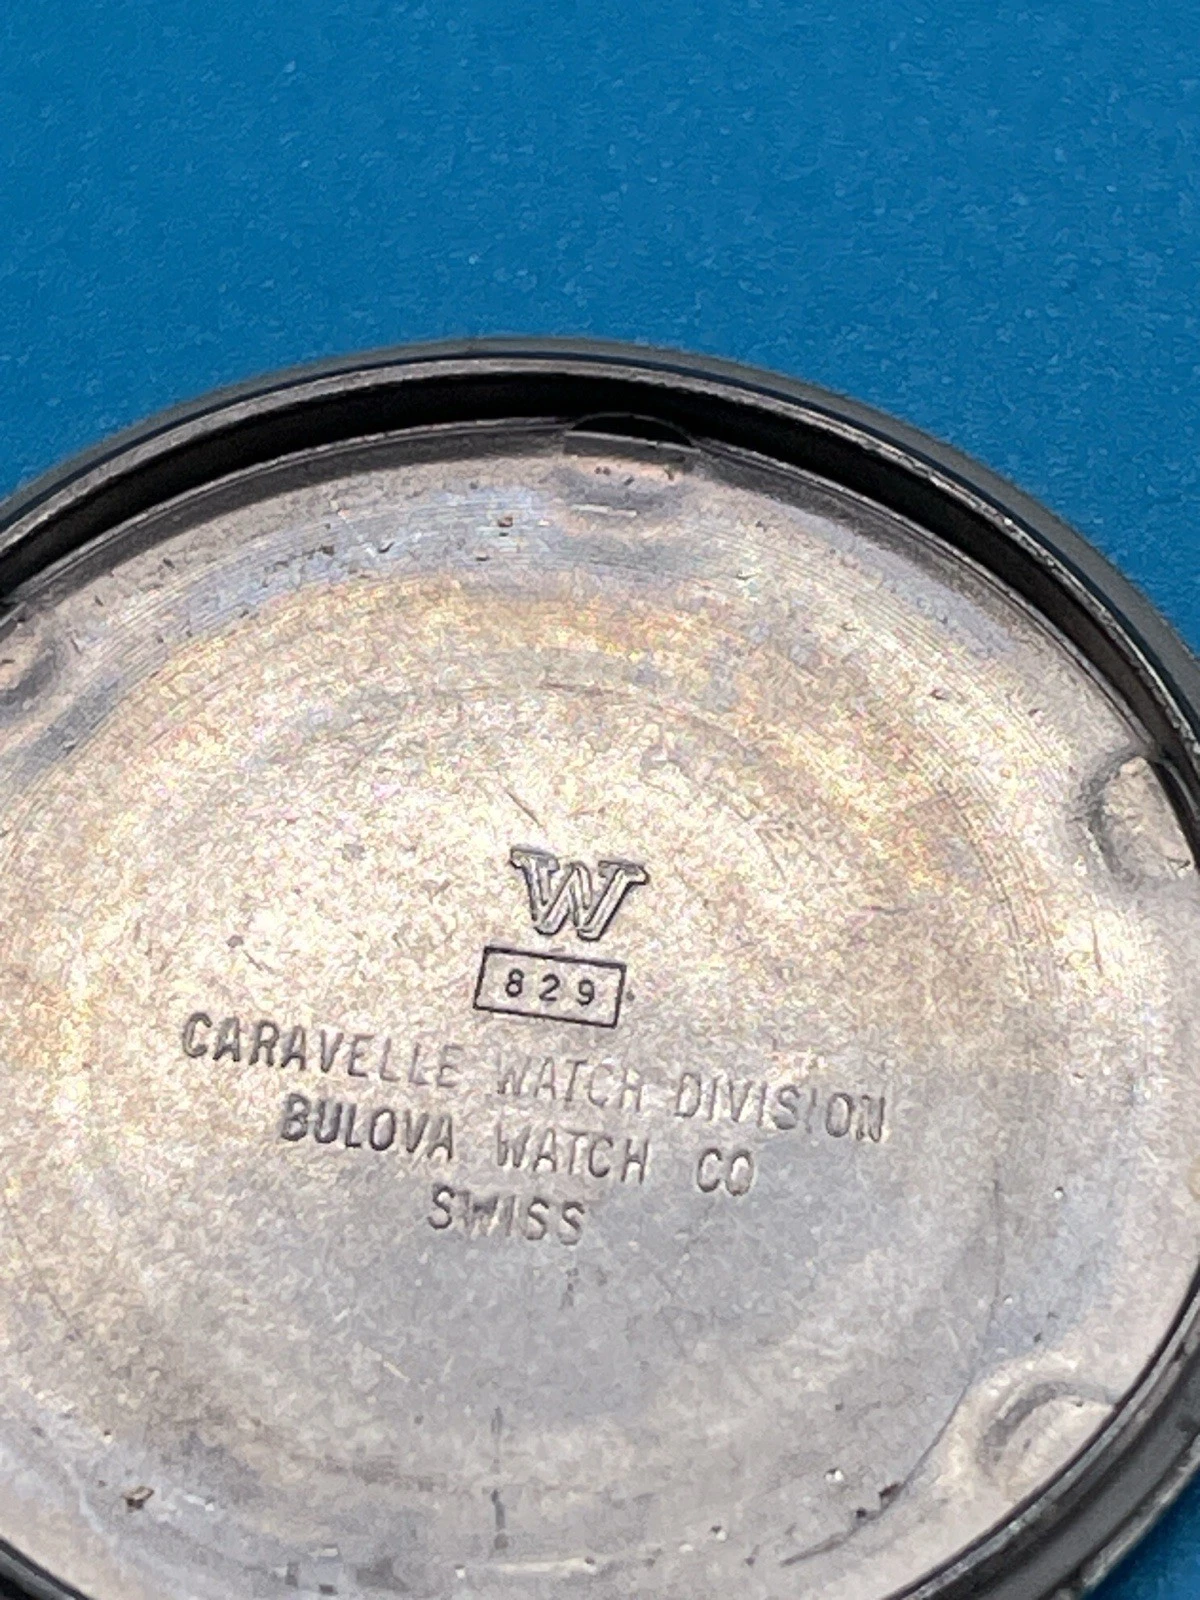 W
829
CARAVELLE WATCH DIVISION
BULOVA WATCH CO
SWISS